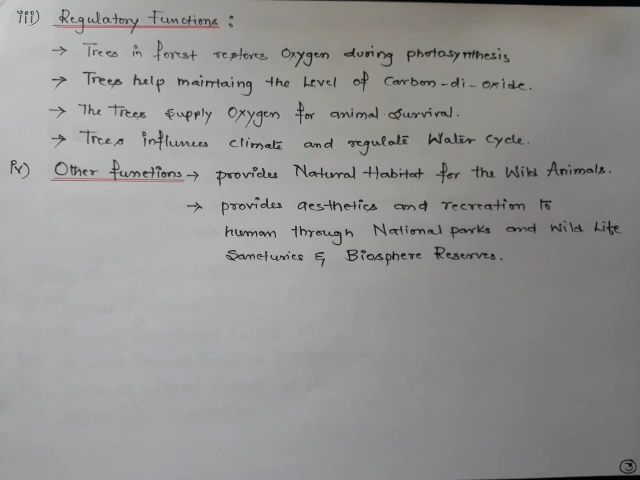 iii) Regulatory Functions :
→ Trees in forest restores Oxygen during photosynthesis
→ Trees help maintaing the Level of Carbon-di-oxide.
→ The Trees Supply Oxygen for animal Survival.
→ Trees influnces climate and regulate Water Cycle.
iv) Other functions → provides Natural Habitat for the Wild Animals.
→ provides aesthetics and recreation to
human through National parks and Wild Life
Sancturies & Biosphere Reserves.
3